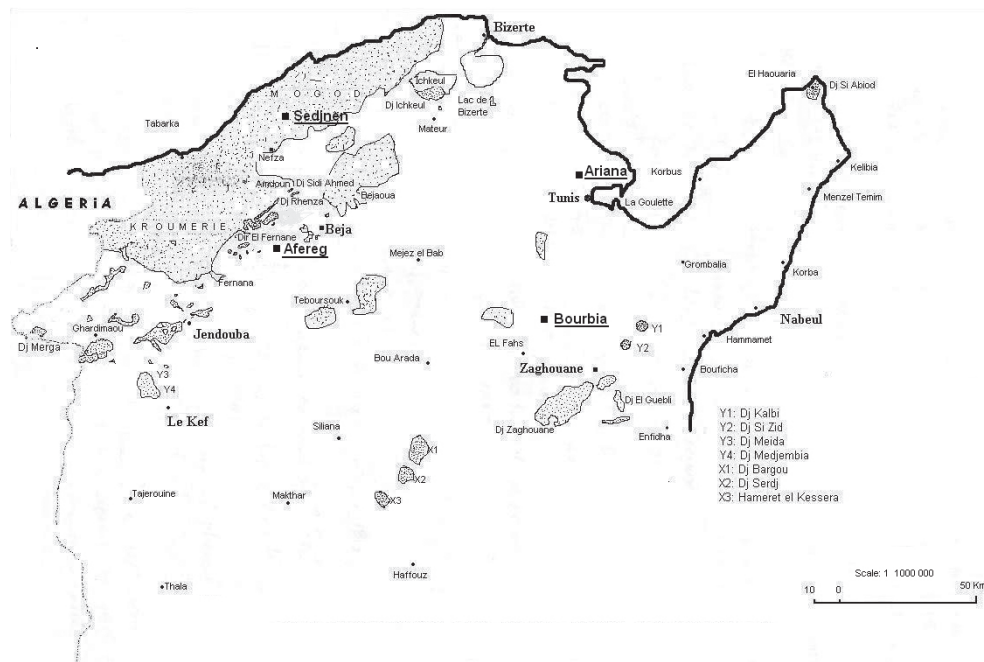 Bizerte
El Haouaria
Dj Si Abiod
Ichkeul
M O G O D
Dj Ichkeul
Lac de
Bizerte
Sedjnen
Mateur
Tabarka
Nefza
Kelibia
Ariana
Korbus
Amdoun
Dj Sidi Ahmed
Bejaoua
Menzel Temim
ALGERiA
Dj Rhenza
Tunis
La Goulette
KROUMERIE
Dir El Fernane
Beja
Afereg
Mejez el Bab
Grombalia
Korba
Fernana
Teboursouk
Ghardimaou
Jendouba
Bourbia
Y1
Nabeul
Dj Merga
EL Fahs
Y2
Hammamet
Bou Arada
Zaghouane
Bouficha
Y3
Y4
Le Kef
Dj El Guebli
Siliana
Dj Zaghouane
Enfidha
X1
X2
X3
Tajerouine
Makthar
Y1: Dj Kalbi
Y2: Dj Si Zid
Y3: Dj Meida
Y4: Dj Medjembia
X1: Dj Bargou
X2: Dj Serdj
X3: Hameret el Kessera
Haffouz
Thala
Scale: 1 1000 000
10 0 50 Km